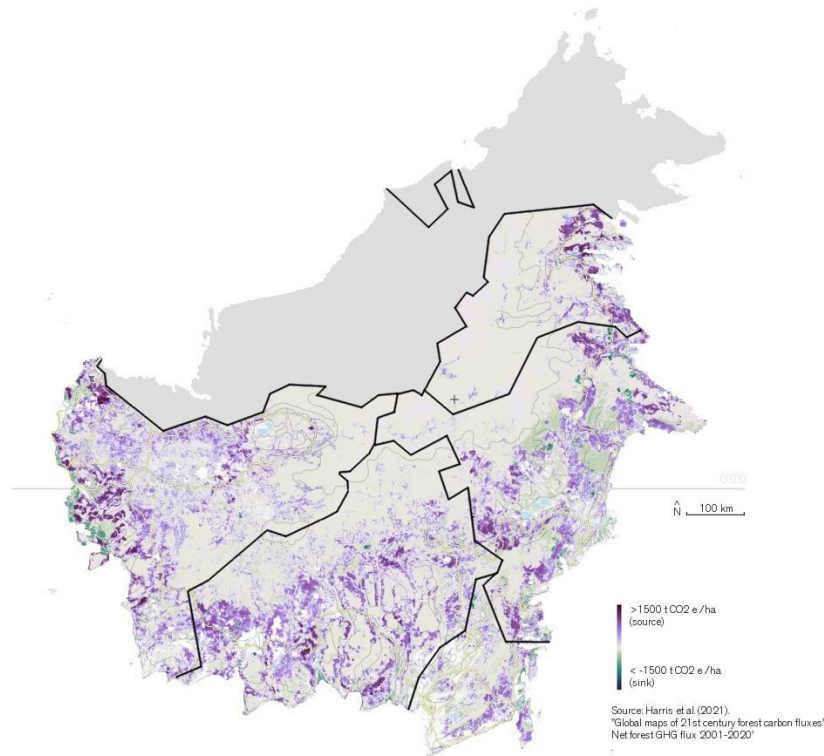 0°0'0
^
N
100 km
>1500 t CO2 e /ha
(source)
< -1500 t CO2 e /ha
(sink)
Source: Harris et al. (2021).
"Global maps of 21st century forest carbon fluxes'
Net forest GHG flux 2001-2020'